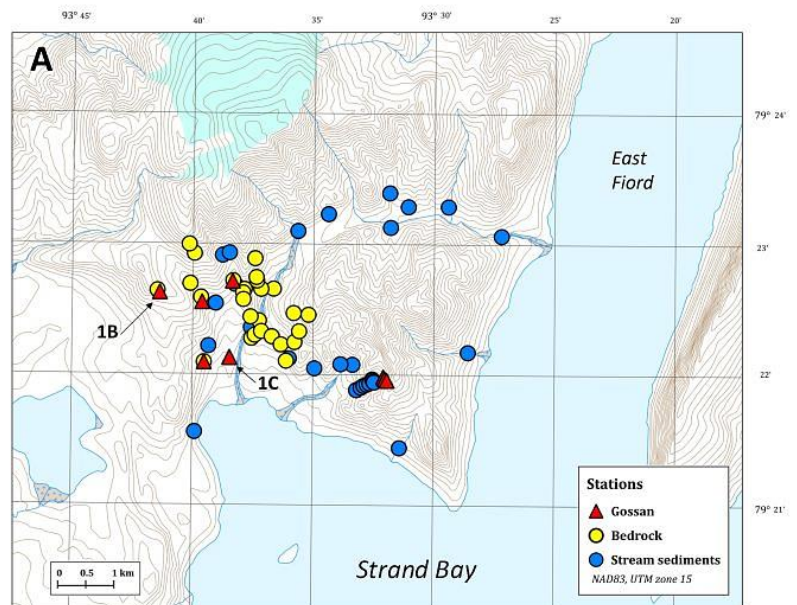 93° 45'
40'
35'
93° 30'
25'
20'
A
79° 24'
East
Fiord
23'
1B
1C
22'
79° 21'
Stations
Gossan
Bedrock
Stream sediments
NAD83, UTM zone 15
0 0.5 1 km
Strand Bay